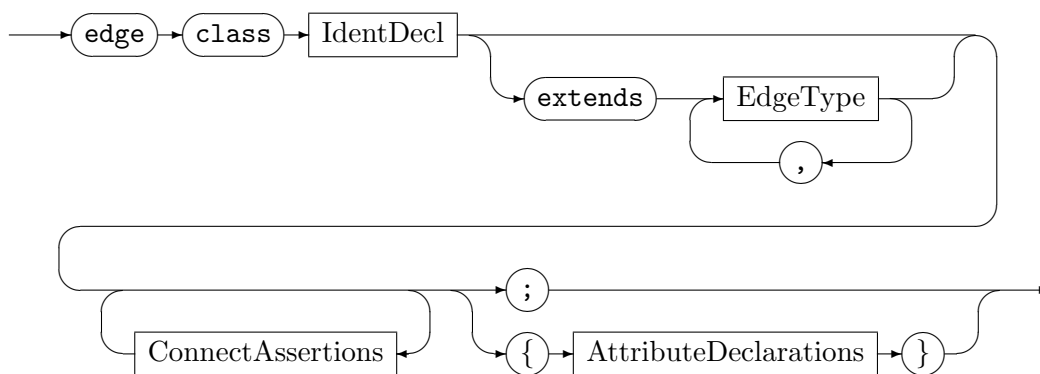 edge class IdentDecl
extends EdgeType
,
;
ConnectAssertions { AttributeDeclarations }